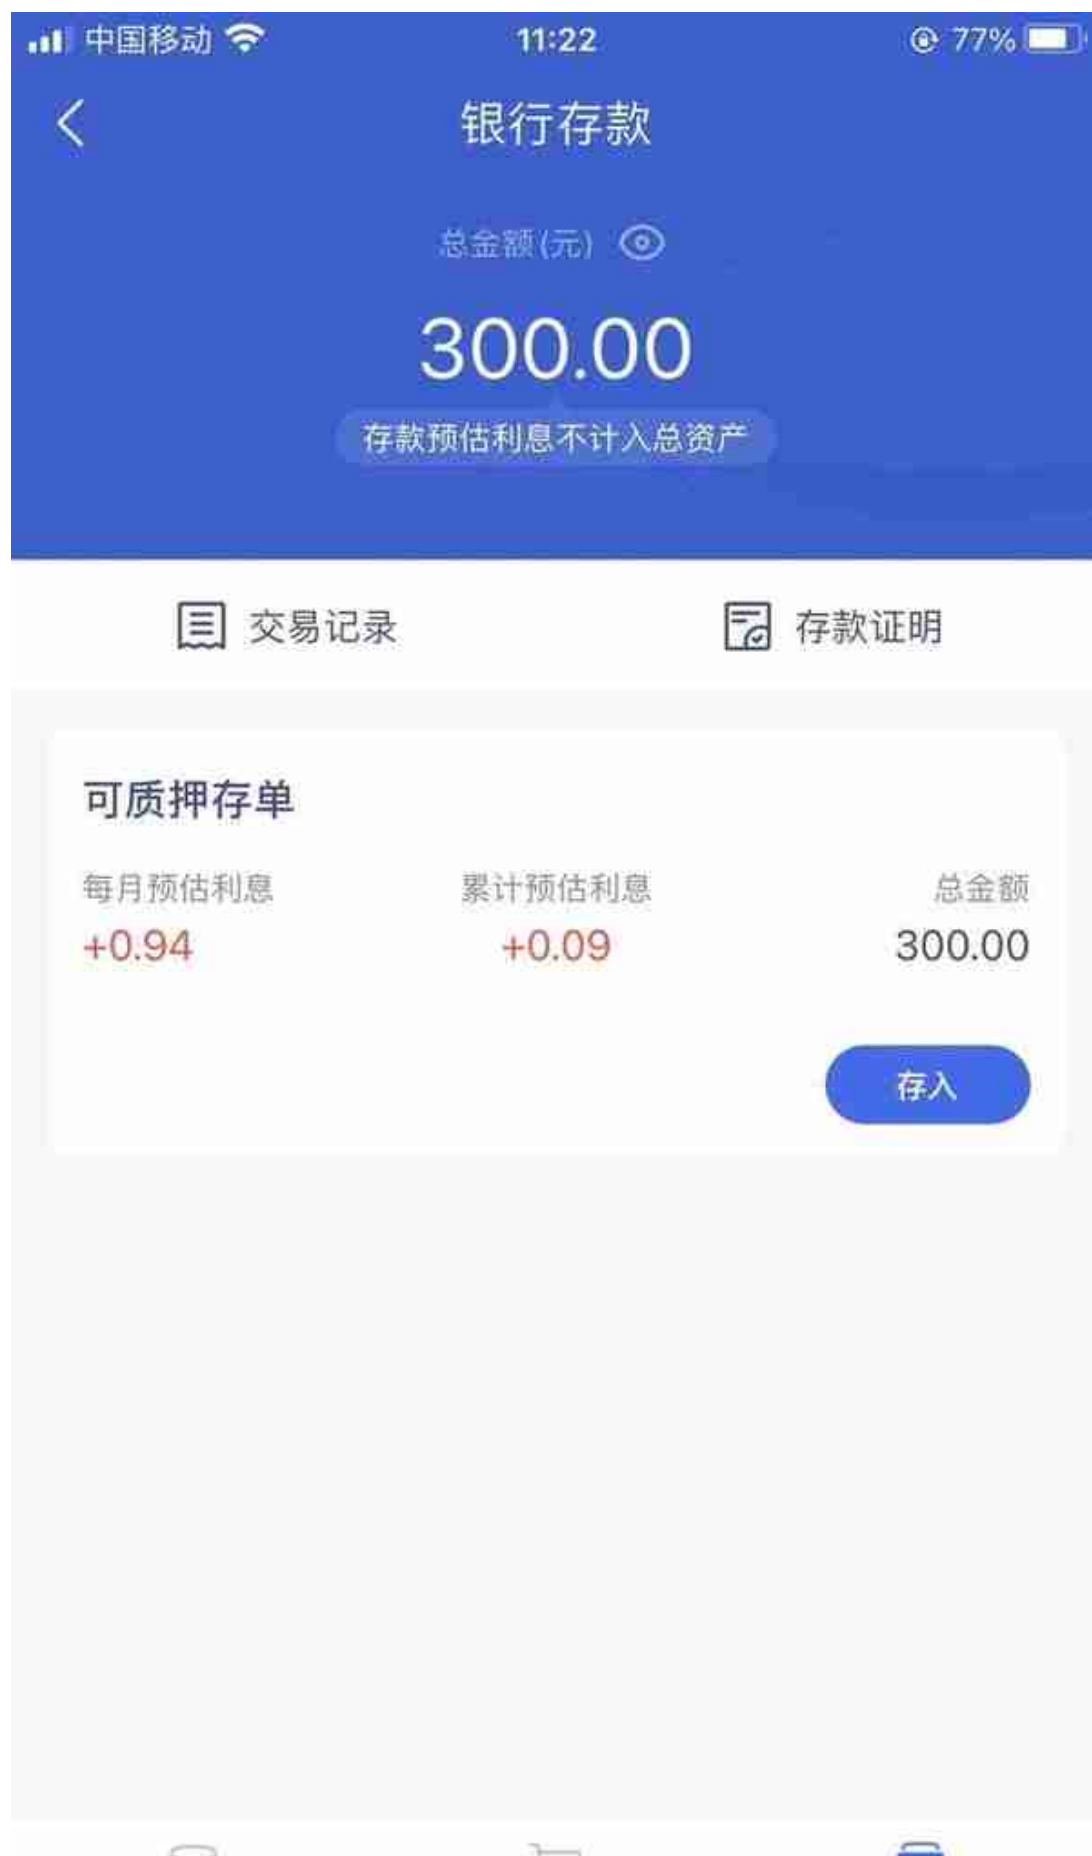 中国移动 11:22 77%
银行存款
总金额(元)
300.00
存款预估利息不计入总资产
交易记录 存款证明
可质押存单
每月预估利息 累计预估利息 总金额
+0.94 +0.09 300.00
存入